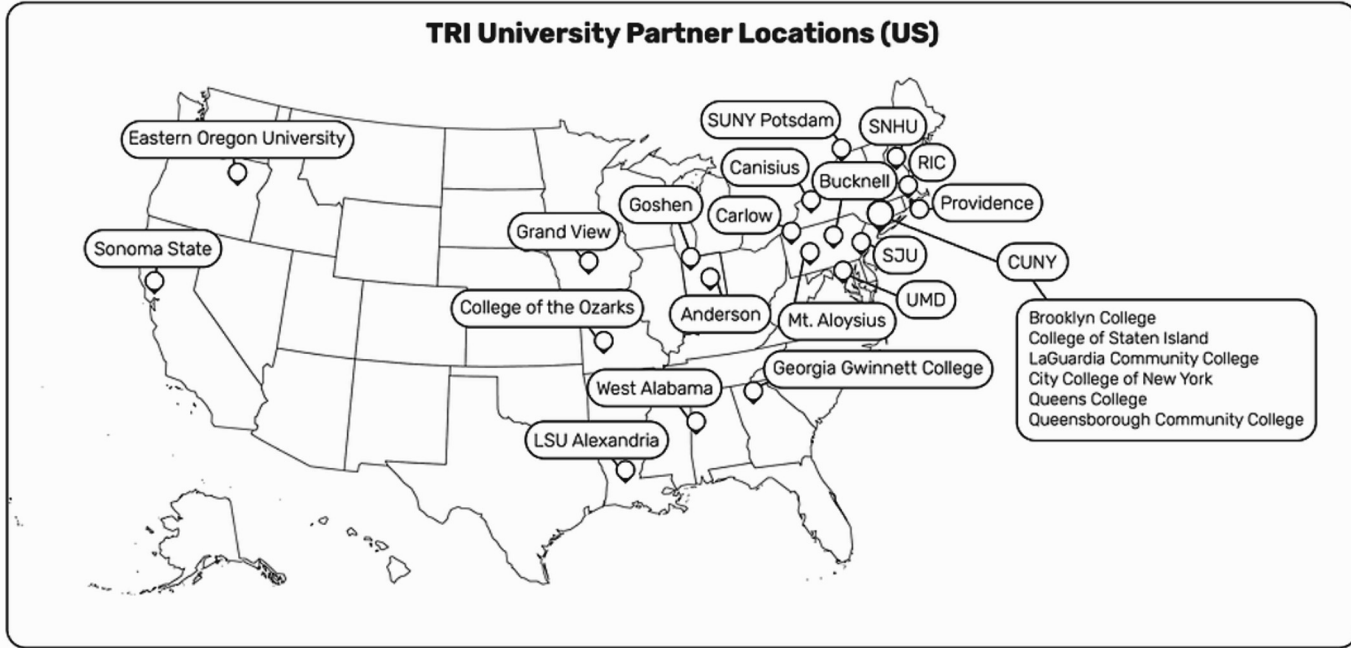 TRI University Partner Locations (US)
SUNY Potsdam
SNHU
Eastern Oregon University
RIC
Canisius
Bucknell
Providence
Goshen
Carlow
Grand View
Sonoma State
SJU
CUNY
UMD
College of the Ozarks
Anderson
Mt. Aloysius
Brooklyn College
College of Staten Island
LaGuardia Community College
City College of New York
Queens College
Queensborough Community College
Georgia Gwinnett College
West Alabama
LSU Alexandria